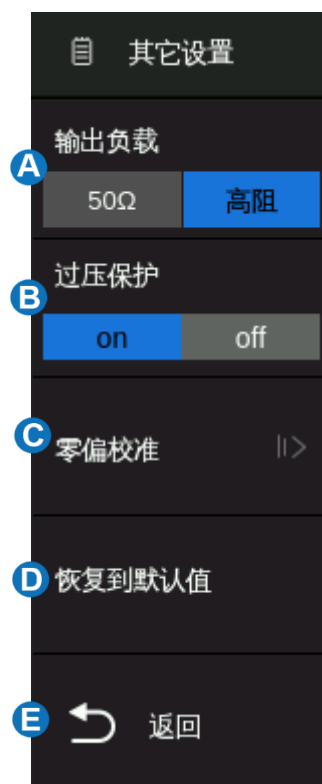 其它设置
输出负载
A
50Ω 高阻
过压保护
B
on off
C
零偏校准
D 恢复到默认值
E 返回